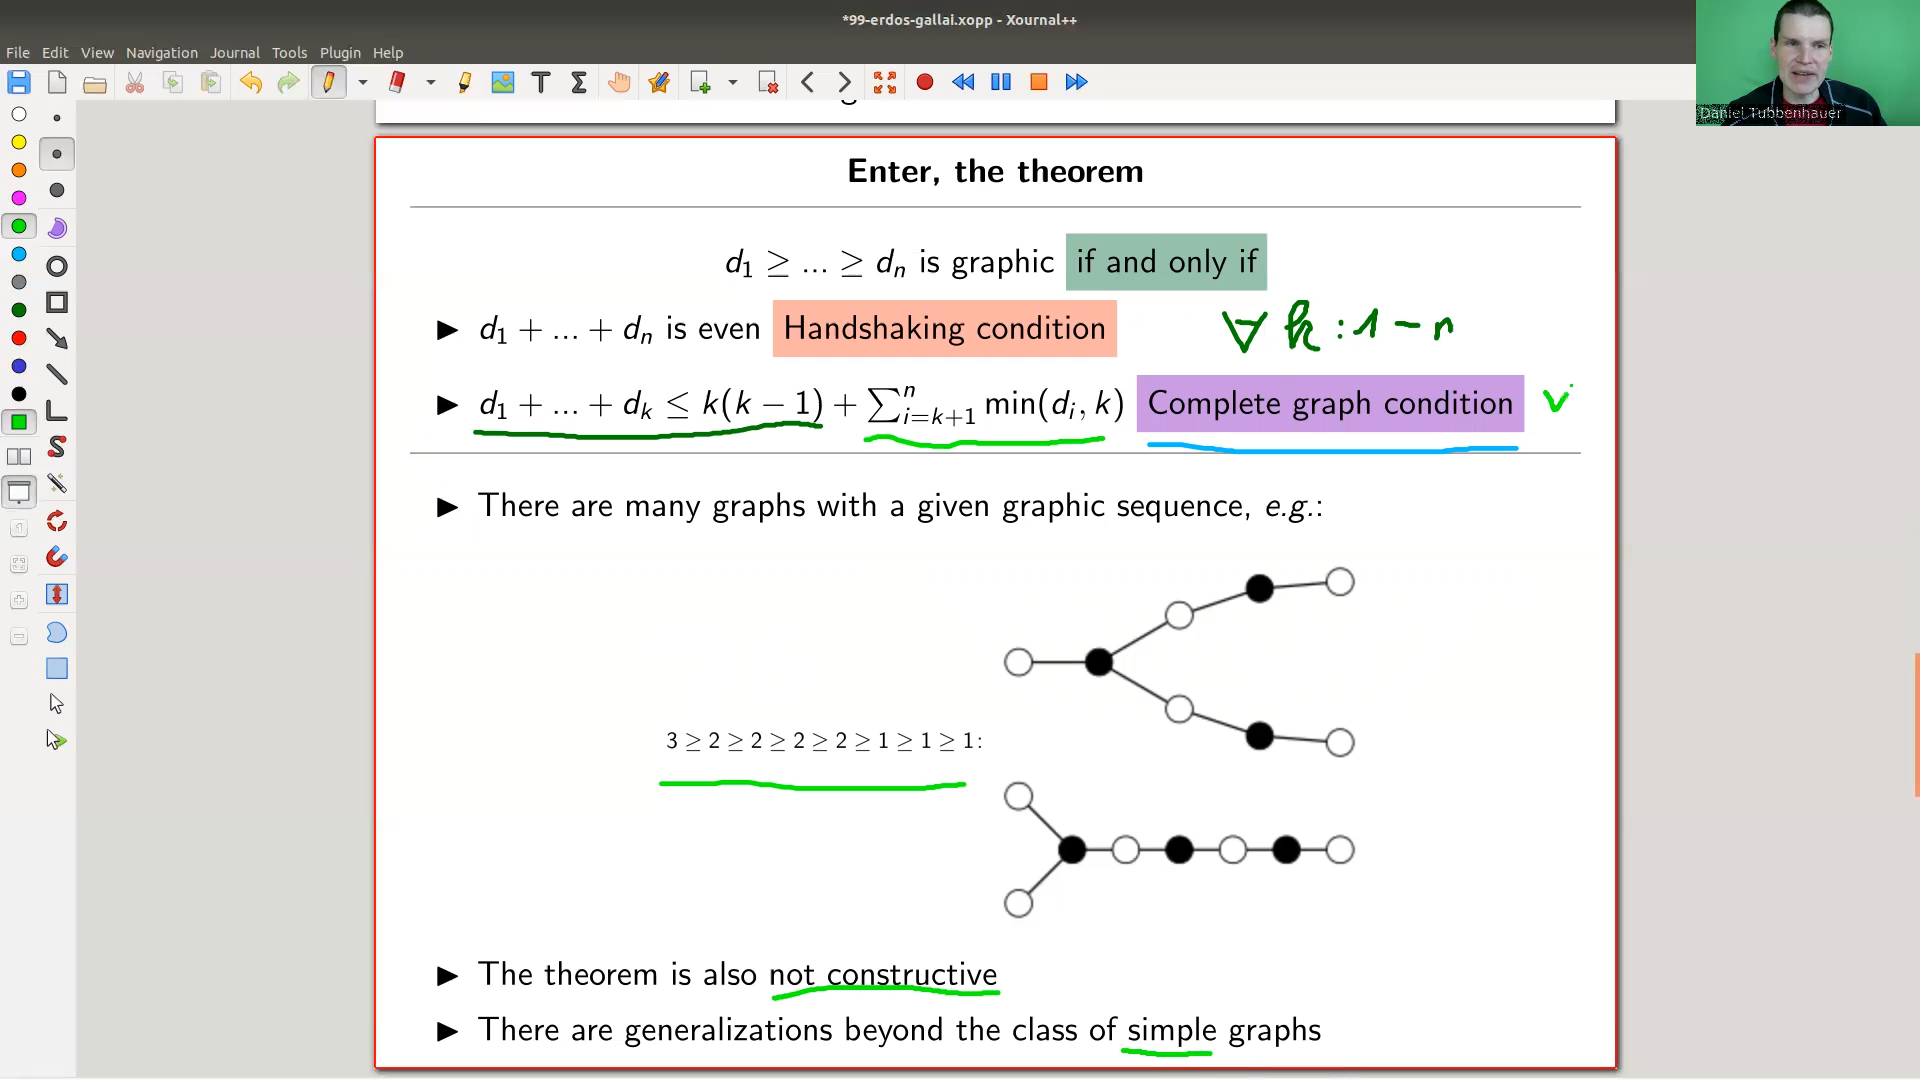 *99-erdos-gallai.xopp - Xournal++
File Edit View Navigation Journal Tools Plugin Help
Daniel Tubbenhauer
Enter, the theorem
d₁ ≥ ... ≥ dₙ is graphic if and only if
▶ d₁ + ... + dₙ is even Handshaking condition ∀ k : 1 – n
▶ d₁ + ... + dₖ ≤ k(k − 1) + ∑ⁿᵢ₌ₖ₊₁ min(dᵢ, k) Complete graph condition
▶ There are many graphs with a given graphic sequence, e.g.:
3 ≥ 2 ≥ 2 ≥ 2 ≥ 2 ≥ 1 ≥ 1 ≥ 1:
▶ The theorem is also not constructive
▶ There are generalizations beyond the class of simple graphs